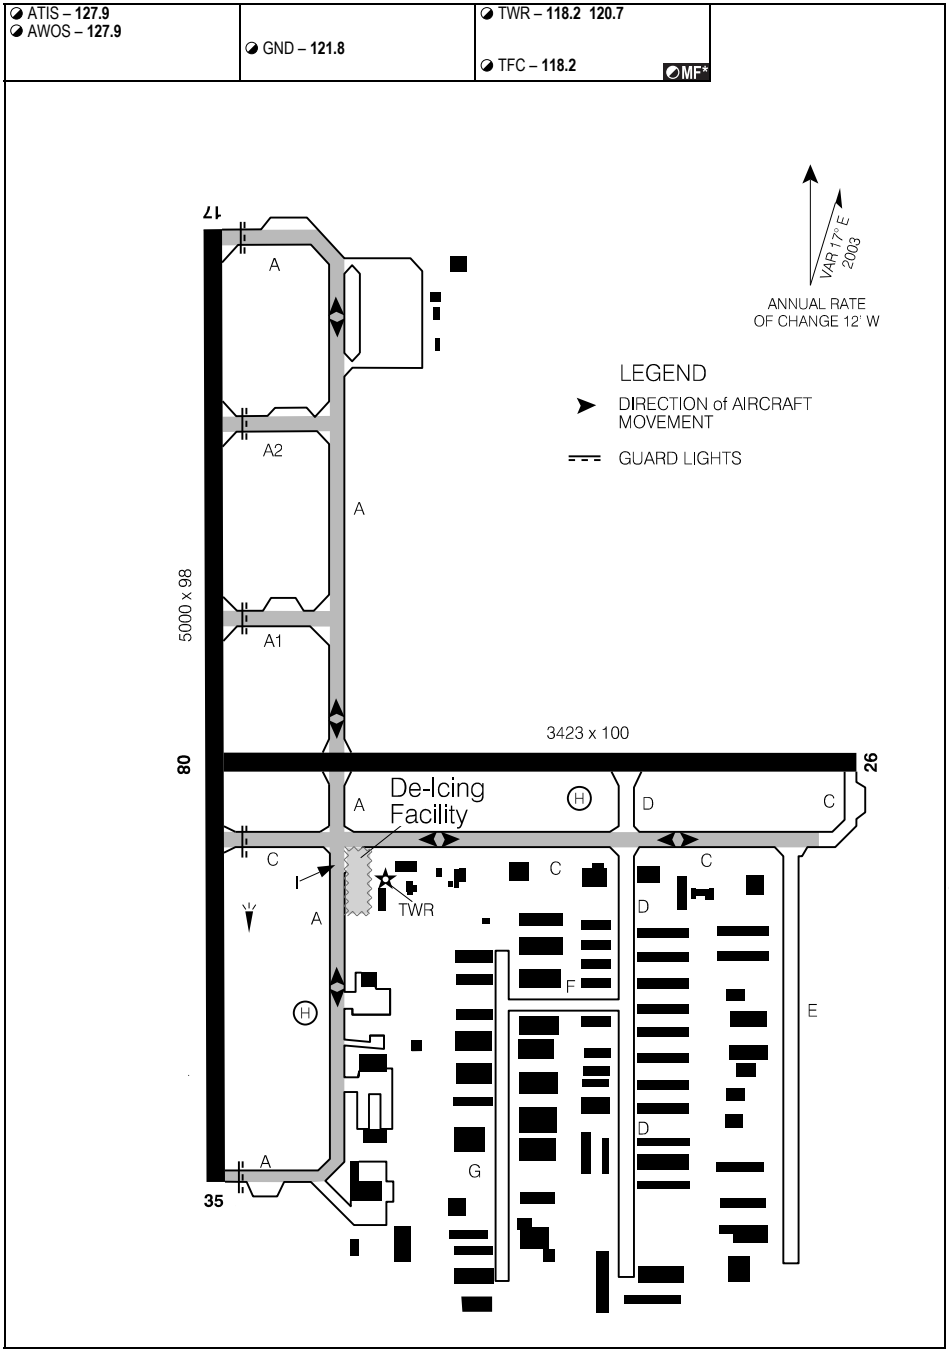 ATIS – 127.9
AWOS – 127.9
GND – 121.8
TWR – 118.2 120.7
TFC – 118.2
MF*
17
A
VAR 17° E
2003
ANNUAL RATE
OF CHANGE 12' W
LEGEND
DIRECTION of AIRCRAFT
MOVEMENT
GUARD LIGHTS
A2
A
5000 x 98
A1
3423 x 100
80
26
De-Icing
Facility
A
H
D
C
C
C
C
I
A
TWR
D
F
H
E
D
A
G
35